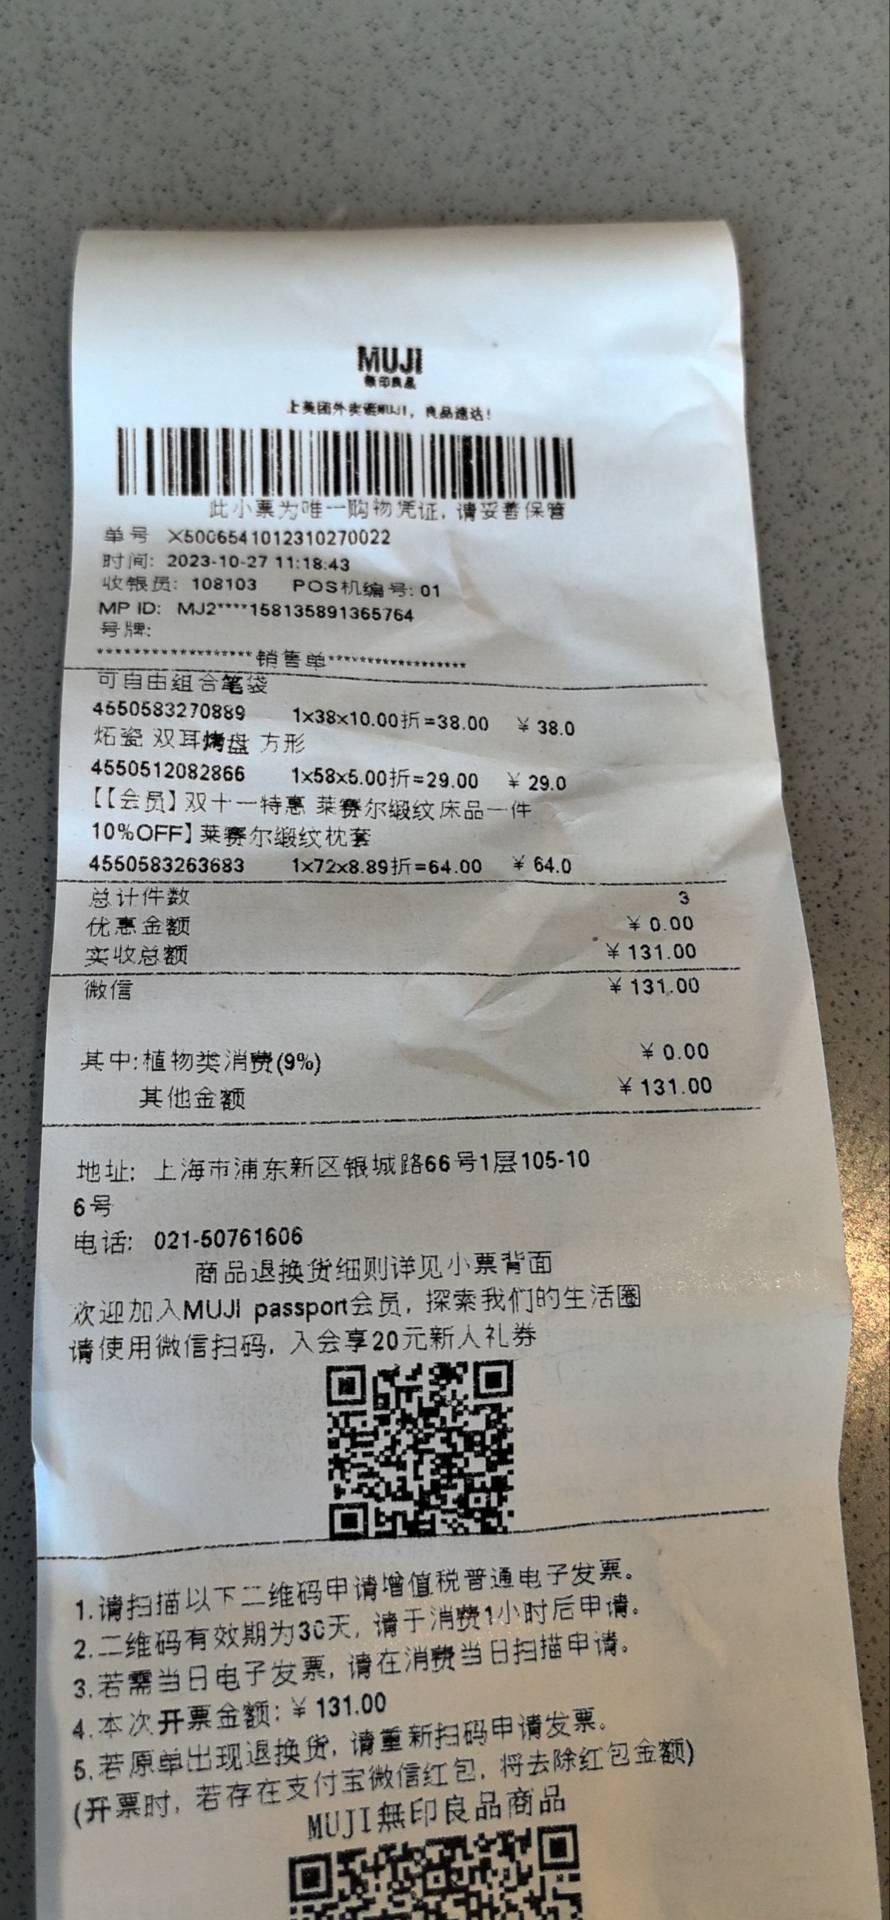 MUJI
無印良品
上美团外卖搜MUJI，良品速达！
此小票为唯一购物凭证，请妥善保管
单号 X5006541012310270022
时间：2023-10-27 11:18:43
收银员：108103 POS机编号：01
MP ID: MJ2****158135891365764
号牌：
******************销售单******************
可自由组合笔袋
4550583270889 1x38x10.00折=38.00 ￥38.0
炻瓷 双耳烤盘 方形
4550512082866 1x58x5.00折=29.00 ￥29.0
【【会员】双十一特惠 莱赛尔缎纹床品一件
10%OFF】莱赛尔缎纹枕套
4550583263683 1x72x8.89折=64.00 ￥64.0
总计件数 3
优惠金额 ￥0.00
实收总额 ￥131.00
微信 ￥131.00
其中:植物类消费(9%) ￥0.00
其他金额 ￥131.00
地址：上海市浦东新区银城路66号1层105-10
6号
电话：021-50761606
商品退换货细则详见小票背面
欢迎加入MUJI passport会员，探索我们的生活圈
请使用微信扫码，入会享20元新人礼券
1.请扫描以下二维码申请增值税普通电子发票。
2.二维码有效期为30天，请于消费1小时后申请。
3.若需当日电子发票，请在消费当日扫描申请。
4.本次开票金额：￥131.00
5.若原单出现退换货，请重新扫码申请发票。
(开票时，若存在支付宝微信红包，将去除红包金额)
MUJI無印良品商品